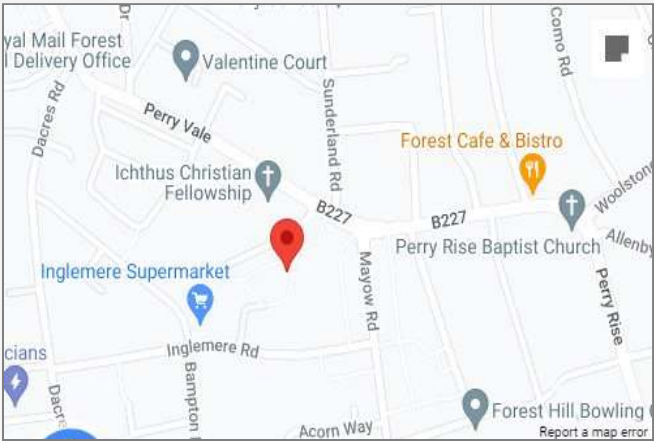 yal Mail Forest
l Delivery Office
Dr
Valentine Court
Como Rd
Dacres Rd
Perry Vale
Sunderland Rd
Forest Cafe & Bistro
Ichthus Christian
Fellowship
B227
B227
Woolstone
Perry Rise Baptist Church
Allenby
Inglemere Supermarket
Mayow Rd
Perry Rise
Inglemere Rd
cians
Bampton
Dacre
Acorn Way
Forest Hill Bowling C
Report a map error